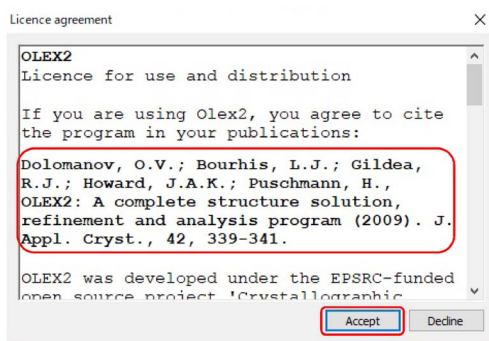 Licence agreement
OLEX2
Licence for use and distribution
If you are using Olex2, you agree to cite
the program in your publications:
Dolomanov, O.V.; Bourhis, L.J.; Gildea,
R.J.; Howard, J.A.K.; Puschmann, H.,
OLEX2: A complete structure solution,
refinement and analysis program (2009). J.
Appl. Cryst., 42, 339-341.
OLEX2 was developed under the EPSRC-funded
open source project 'Crystallographic
Accept
Decline